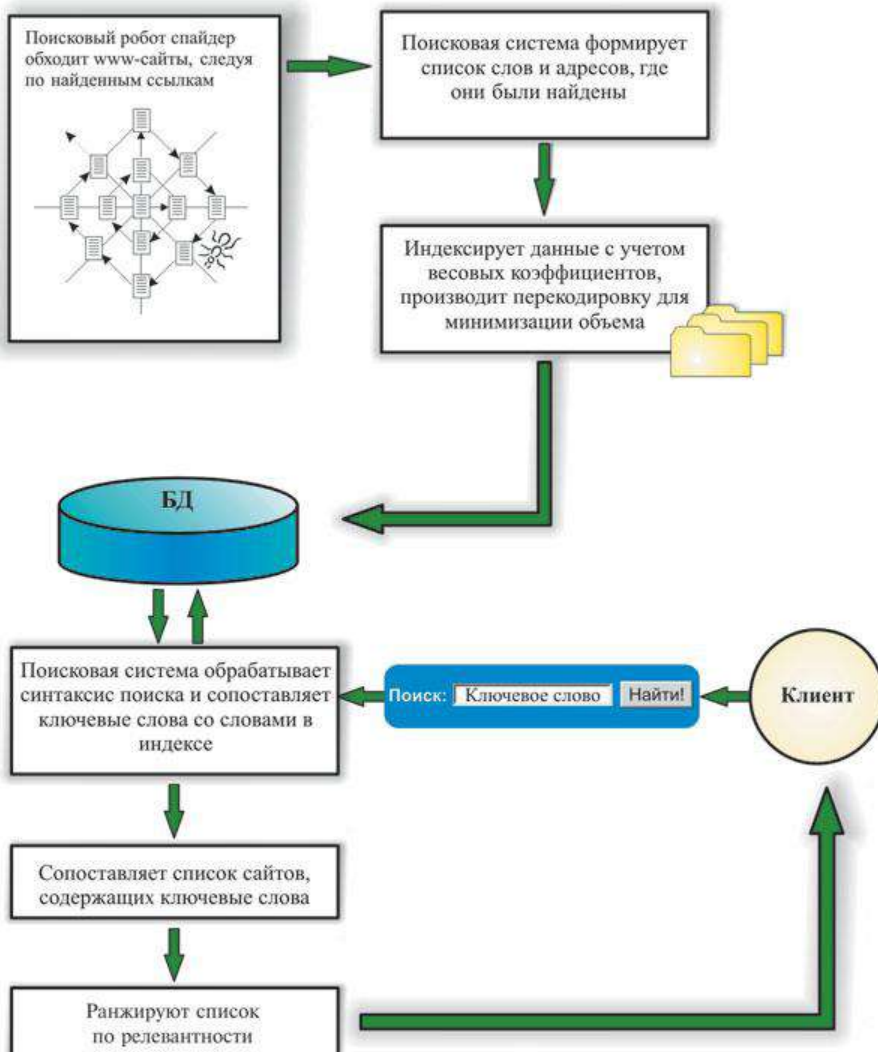 Поисковый робот спайдер
обходит www-сайты, следуя
по найденным ссылкам
Поисковая система формирует
список слов и адресов, где
они были найдены
Индексирует данные с учетом
весовых коэффициентов,
производит перекодировку для
минимизации объема
БД
Поисковая система обрабатывает
синтаксис поиска и сопоставляет
ключевые слова со словами в
индексе
Поиск: Ключевое слово Найти!
Клиент
Сопоставляет список сайтов,
содержащих ключевые слова
Ранжируют список
по релевантности